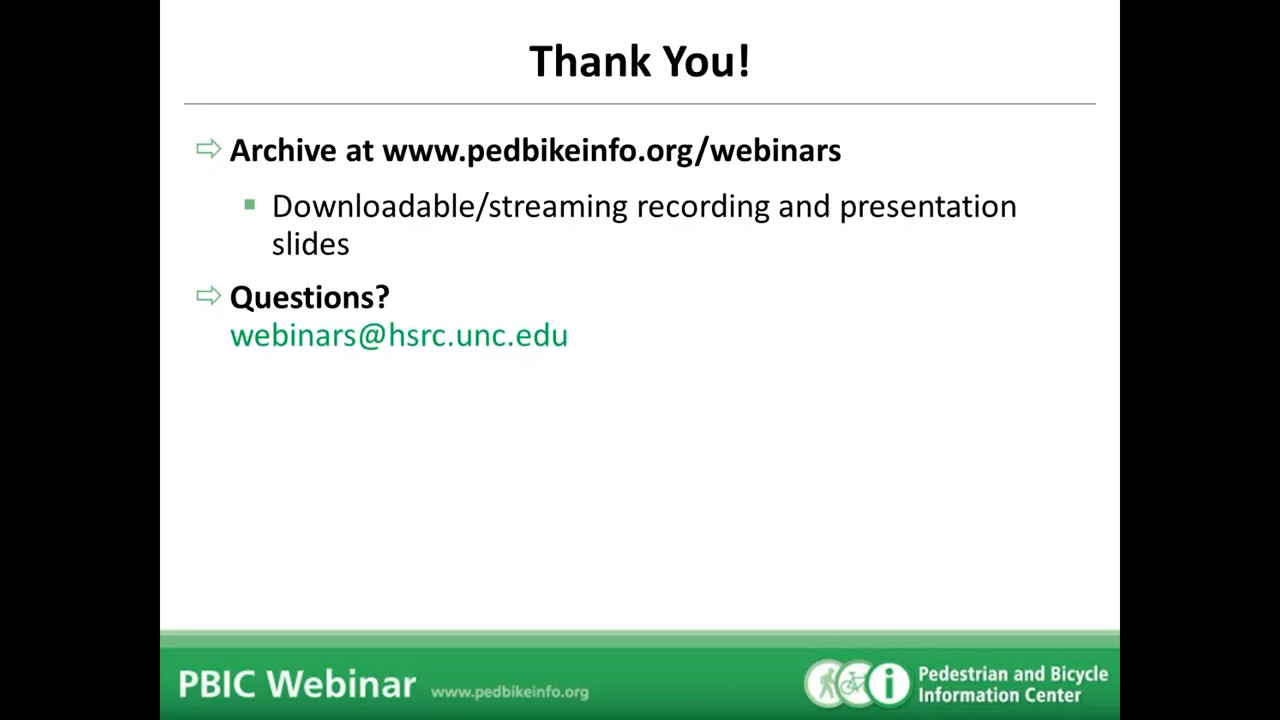 Thank You!
Archive at www.pedbikeinfo.org/webinars
Downloadable/streaming recording and presentation
slides
Questions?
webinars@hsrc.unc.edu
PBIC Webinar www.pedbikeinfo.org
i
Pedestrian and Bicycle
Information Center